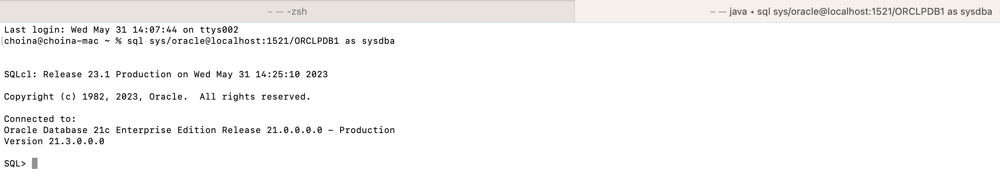 ~ — -zsh
~ — java ◂ sql sys/oracle@localhost:1521/ORCLPDB1 as sysdba
Last login: Wed May 31 14:07:44 on ttys002
[choina@choina-mac ~ % sql sys/oracle@localhost:1521/ORCLPDB1 as sysdba
SQLcl: Release 23.1 Production on Wed May 31 14:25:10 2023
Copyright (c) 1982, 2023, Oracle.  All rights reserved.
Connected to:
Oracle Database 21c Enterprise Edition Release 21.0.0.0.0 – Production
Version 21.3.0.0.0
SQL>